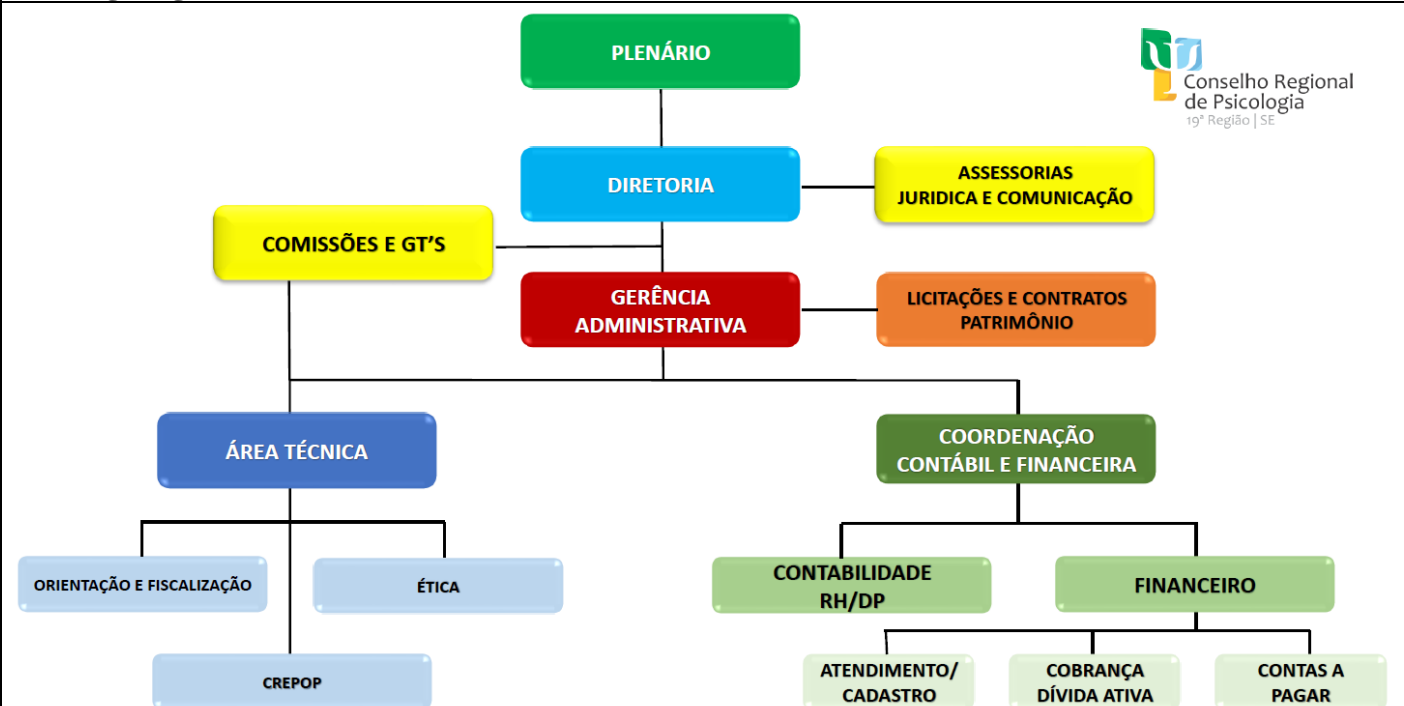 PLENÁRIO
Conselho Regional
de Psicologia
19ª Região | SE
DIRETORIA
ASSESSORIAS
JURIDICA E COMUNICAÇÃO
COMISSÕES E GT'S
GERÊNCIA
ADMINISTRATIVA
LICITAÇÕES E CONTRATOS
PATRIMÔNIO
ÁREA TÉCNICA
COORDENAÇÃO
CONTÁBIL E FINANCEIRA
ORIENTAÇÃO E FISCALIZAÇÃO
ÉTICA
CONTABILIDADE
RH/DP
FINANCEIRO
CREPOP
ATENDIMENTO/
CADASTRO
COBRANÇA
DÍVIDA ATIVA
CONTAS A
PAGAR